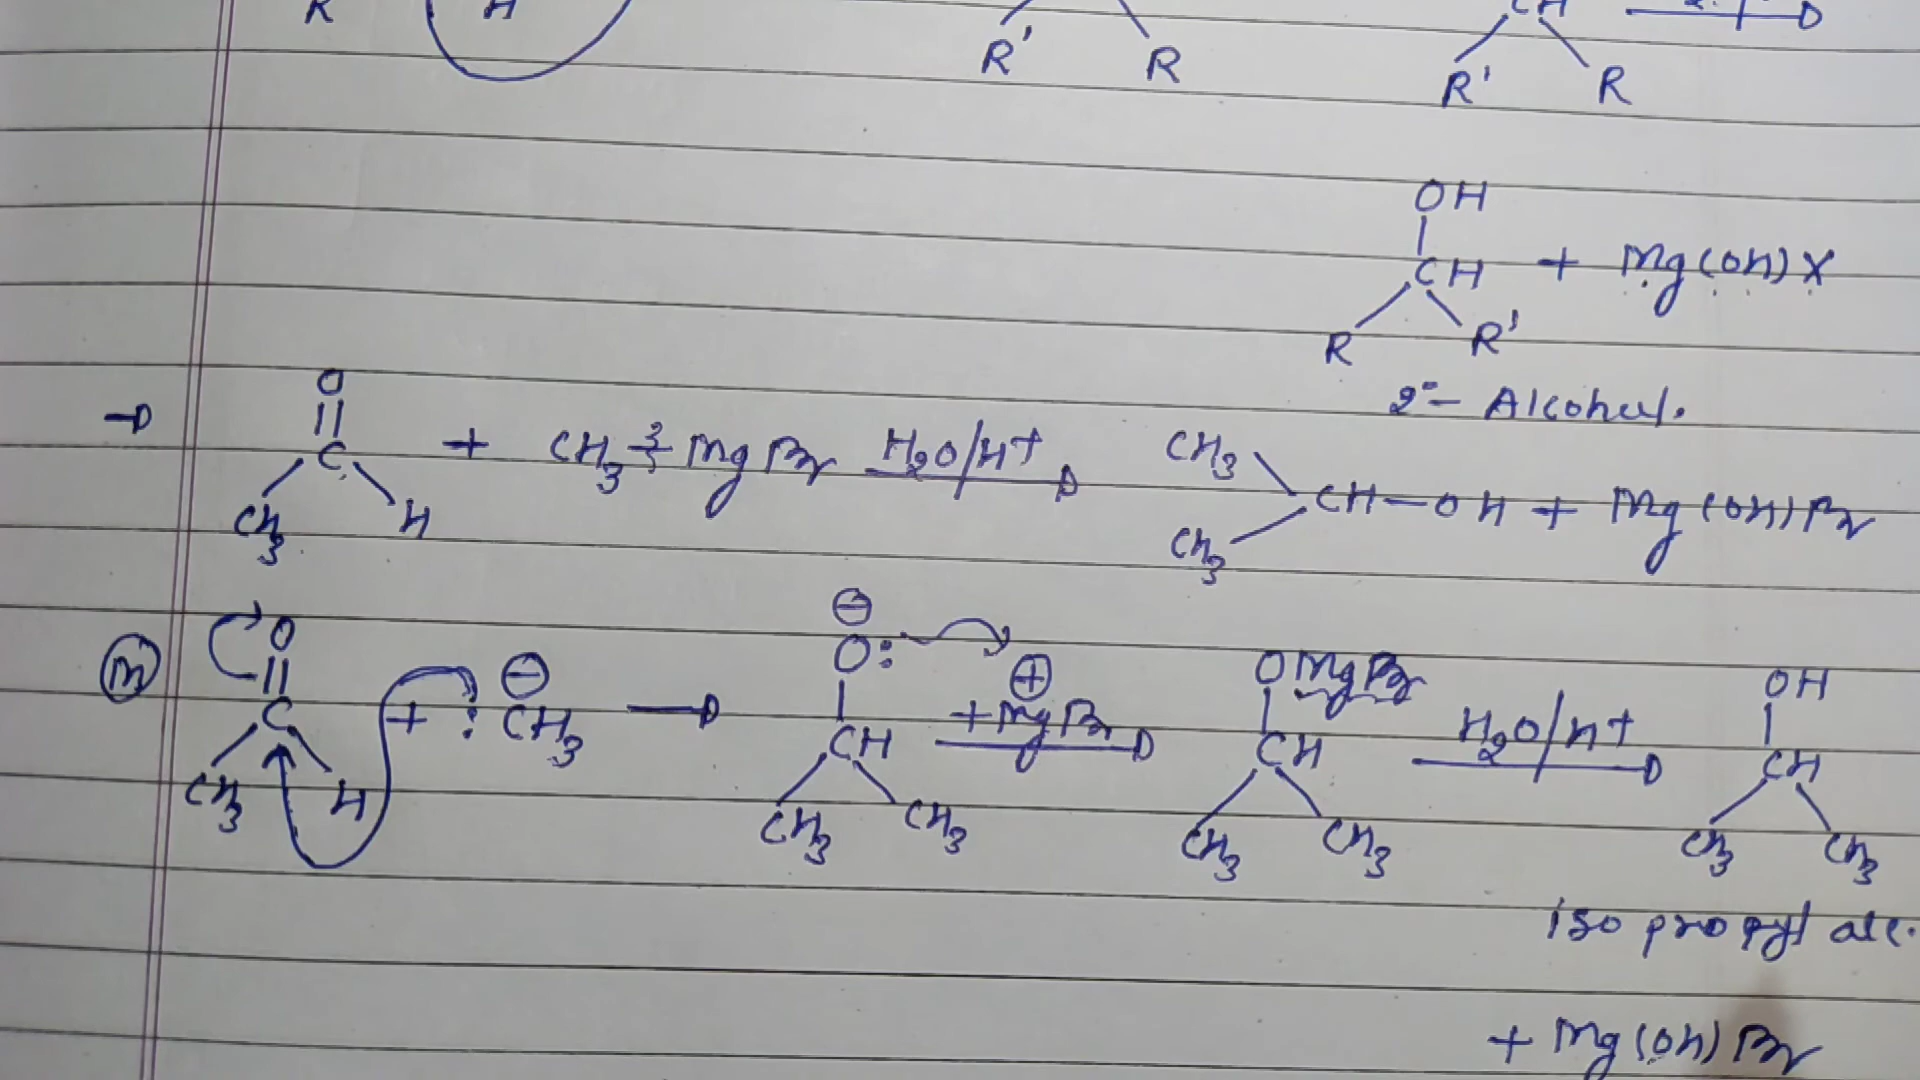 R H R' R CH R' R
OH
CH + Mg(OH)X
R R'
2°- Alcohol.
O
|| 
→ C + CH3 - MgBr H2O/H+ → CH3 CH-OH + Mg(OH)Br
CH3 H CH3
(m) O ⊖ ⊖ O: ⊕ OMgBr OH
C + :CH3 → CH +MgBr → CH H2O/H+ → CH
CH3 H CH3 CH3 CH3 CH3 CH3 CH3
iso propyl alc.
+ Mg(OH)Br